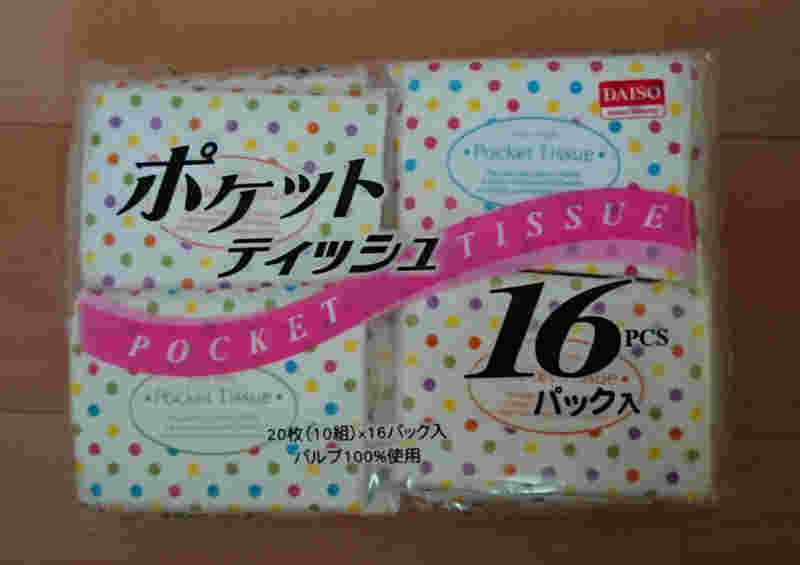 DAISO
Pocket Tissue
ポケット
ティッシュ
POCKET TISSUE
16PCS
パック入
Pocket Tissue
20枚(10組)×16パック入
パルプ100%使用